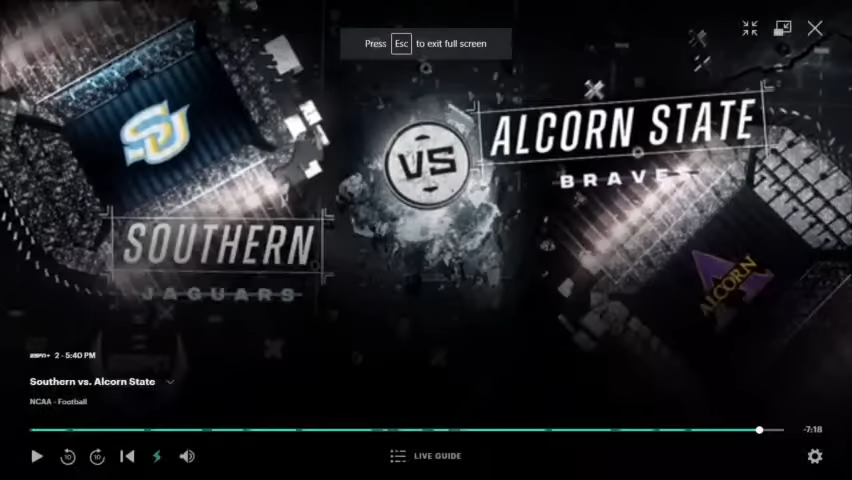 Press Esc to exit full screen
ALCORN STATE
VS
BRAVES
SU
SOUTHERN
ALCORN
JAGUARS
ESPN+ 2 - 5:40 PM
Southern vs. Alcorn State
NCAA - Football
-7:18
10 10
LIVE GUIDE